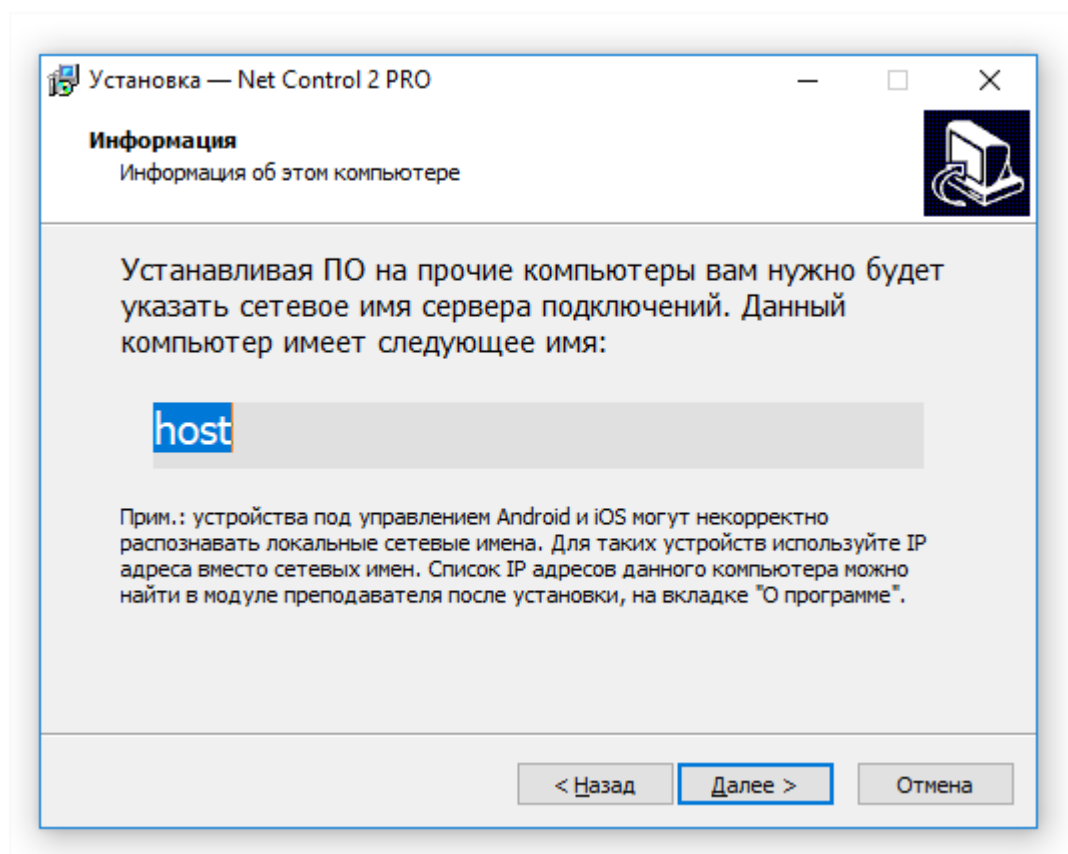 Установка — Net Control 2 PRO
Информация
Информация об этом компьютере
Устанавливая ПО на прочие компьютеры вам нужно будет
указать сетевое имя сервера подключений. Данный
компьютер имеет следующее имя:
host
Прим.: устройства под управлением Android и iOS могут некорректно
распознавать локальные сетевые имена. Для таких устройств используйте IP
адреса вместо сетевых имен. Список IP адресов данного компьютера можно
найти в модуле преподавателя после установки, на вкладке "О программе".
< Назад Далее > Отмена